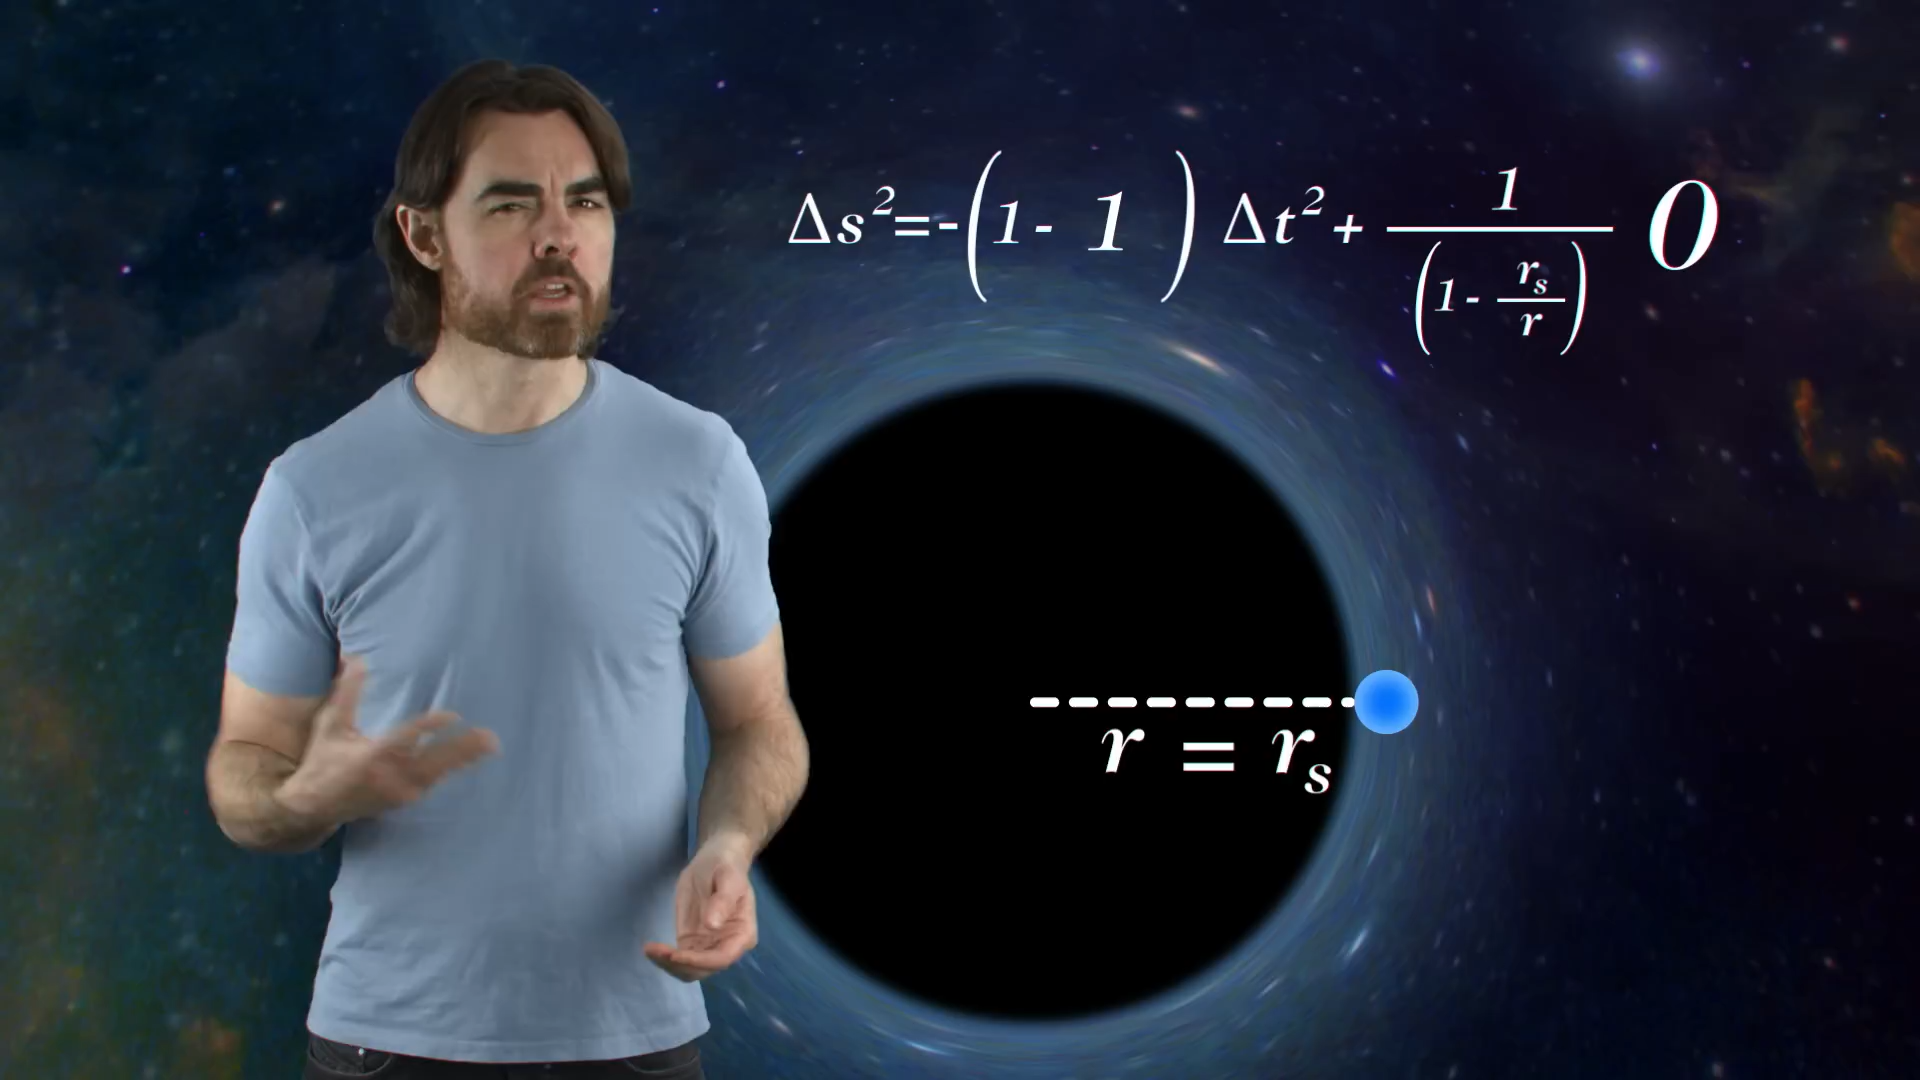 Δs²=-(1- 1) Δt²+ 1/(1- rₛ/r) 0
r = rₛ